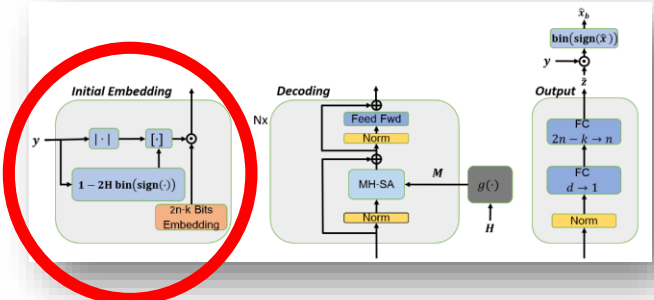 Initial Embedding
y
|·|
[·]
⊙
1 − 2H bin(sign(·))
2n-k Bits
Embedding
Decoding
Nx
⊕
Feed Fwd
Norm
⊕
MH-SA
Norm
M
g(·)
H
x̂_b
bin(sign(x̂))
y
⊙
z̃
Output
FC
2n − k → n
FC
d → 1
Norm